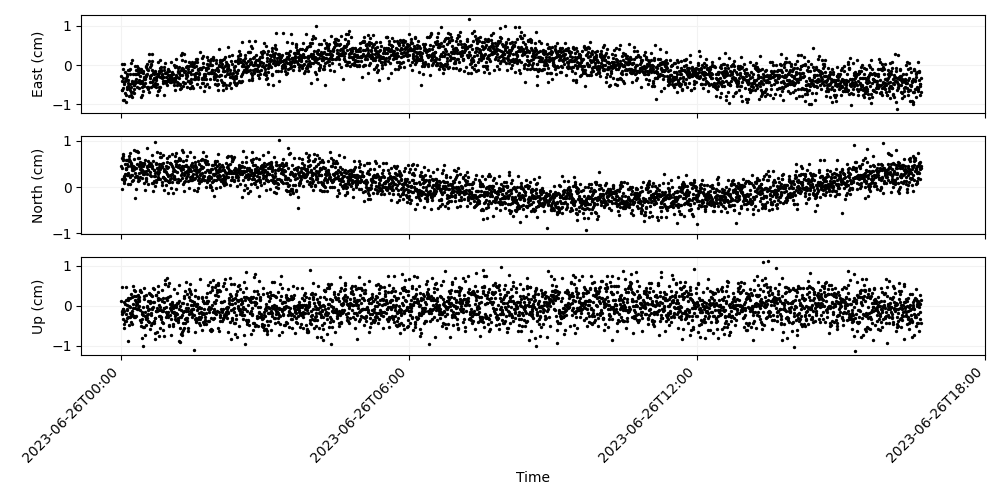 East (cm)
1
0
−1
North (cm)
1
0
−1
Up (cm)
1
0
−1
2023-06-26T00:00
2023-06-26T06:00
2023-06-26T12:00
2023-06-26T18:00
Time